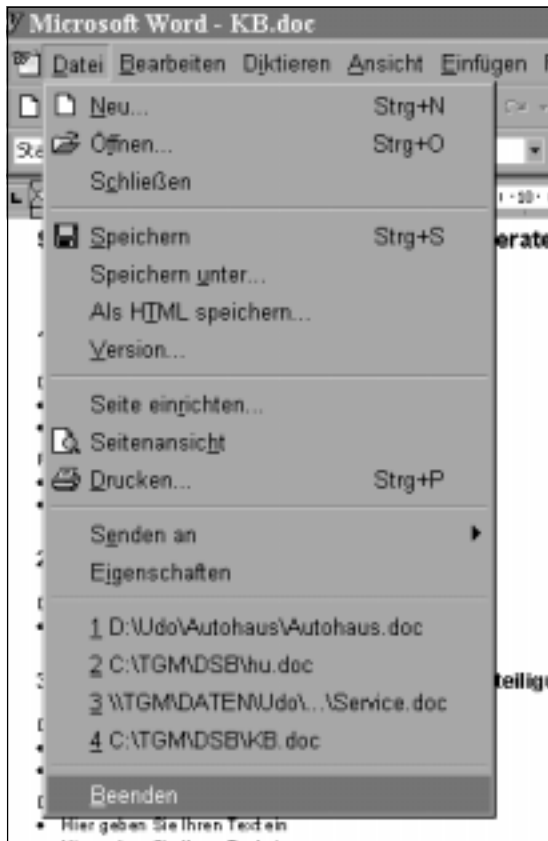 Microsoft Word - KB.doc
Datei Bearbeiten Diktieren Ansicht Einfügen
Neu... Strg+N
Öffnen... Strg+O
Schließen
Speichern Strg+S
Speichern unter...
Als HTML speichern...
Version...
Seite einrichten...
Seitenansicht
Drucken... Strg+P
Senden an
Eigenschaften
1 D:\Udo\Autohaus\Autohaus.doc
2 C:\TGM\DSB\hu.doc
3 \\TGM\DATEN\Udo\...\Service.doc
4 C:\TGM\DSB\KB.doc
Beenden
Hier geben Sie Ihren Text ein